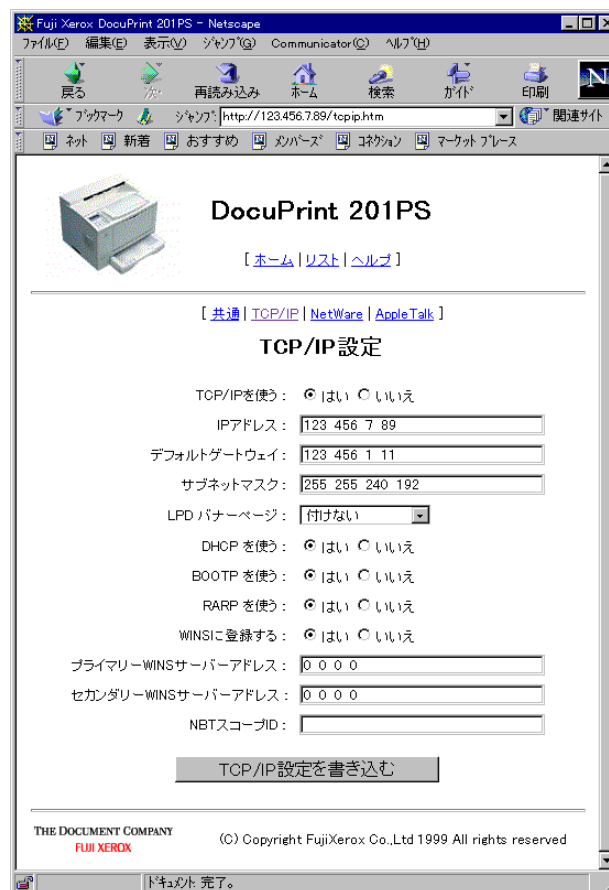 Fuji Xerox DocuPrint 201PS - Netscape
ファイル(F) 編集(E) 表示(V) ジャンプ(G) Communicator(C) ヘルプ(H)
戻る 次へ 再読み込み ホーム 検索 ガイド 印刷 N
ブックマーク ジャンプ: http://123.456.7.89/tcpip.htm 関連サイト
ネット 新着 おすすめ メンバーズ コネクション マーケットプレース
DocuPrint 201PS
[ ホーム | リスト | ヘルプ ]
[ 共通 | TCP/IP | NetWare | AppleTalk ]
TCP/IP設定
TCP/IPを使う: はい いいえ
IPアドレス: 123 456 7 89
デフォルトゲートウェイ: 123 456 1 11
サブネットマスク: 255 255 240 192
LPD バナーページ: 付けない
DHCP を使う: はい いいえ
BOOTP を使う: はい いいえ
RARP を使う: はい いいえ
WINSに登録する: はい いいえ
プライマリーWINSサーバーアドレス: 0 0 0 0
セカンダリーWINSサーバーアドレス: 0 0 0 0
NBTスコープID:
TCP/IP設定を書き込む
THE DOCUMENT COMPANY
FUJI XEROX
(C) Copyright FujiXerox Co.,Ltd 1999 All rights reserved
ドキュメント: 完了。